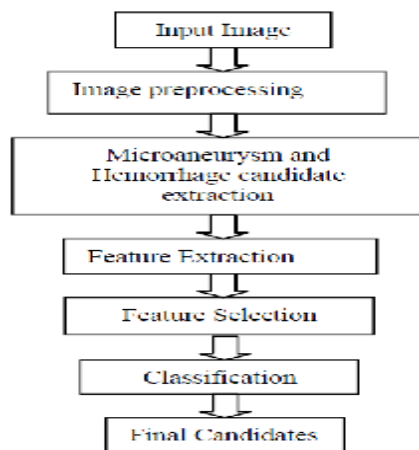 Input Image
Image preprocessing
Microaneurysm and
Hemorrhage candidate
extraction
Feature Extraction
Feature Selection
Classification
Final Candidates